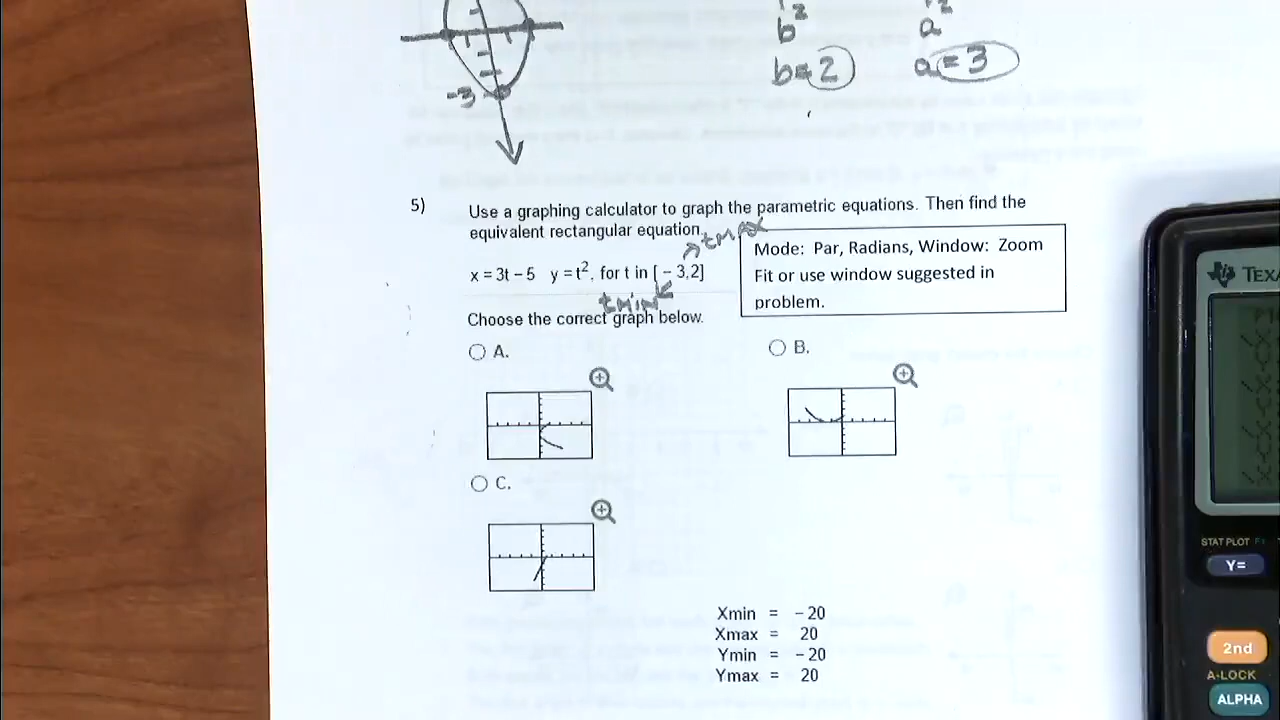 b²
a²
b=2
a=3
-3
5)
Use a graphing calculator to graph the parametric equations. Then find the
equivalent rectangular equation.
tMAX
x = 3t – 5 y = t², for t in [ – 3,2]
tMIN
Mode: Par, Radians, Window: Zoom
Fit or use window suggested in
problem.
Choose the correct graph below.
A.
B.
C.
Xmin = – 20
Xmax = 20
Ymin = – 20
Ymax = 20
STAT PLOT F1
Y=
2nd
A-LOCK
ALPHA